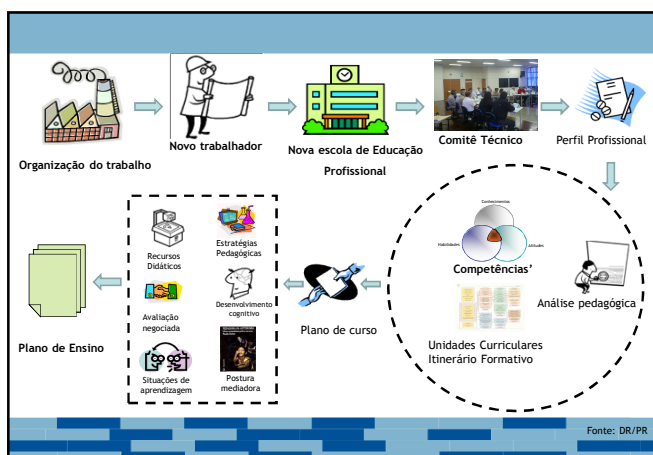 Organização do trabalho
Novo trabalhador
Nova escola de Educação
Profissional
Comitê Técnico
Perfil Profissional
Conhecimentos
Habilidades
Atitudes
Competências’
Análise pedagógica
Unidades Curriculares
Itinerário Formativo
Plano de curso
Recursos
Didáticos
Estratégias
Pedagógicas
Avaliação
negociada
Desenvolvimento
cognitivo
Situações de
aprendizagem
Postura
mediadora
Plano de Ensino
Fonte: DR/PR